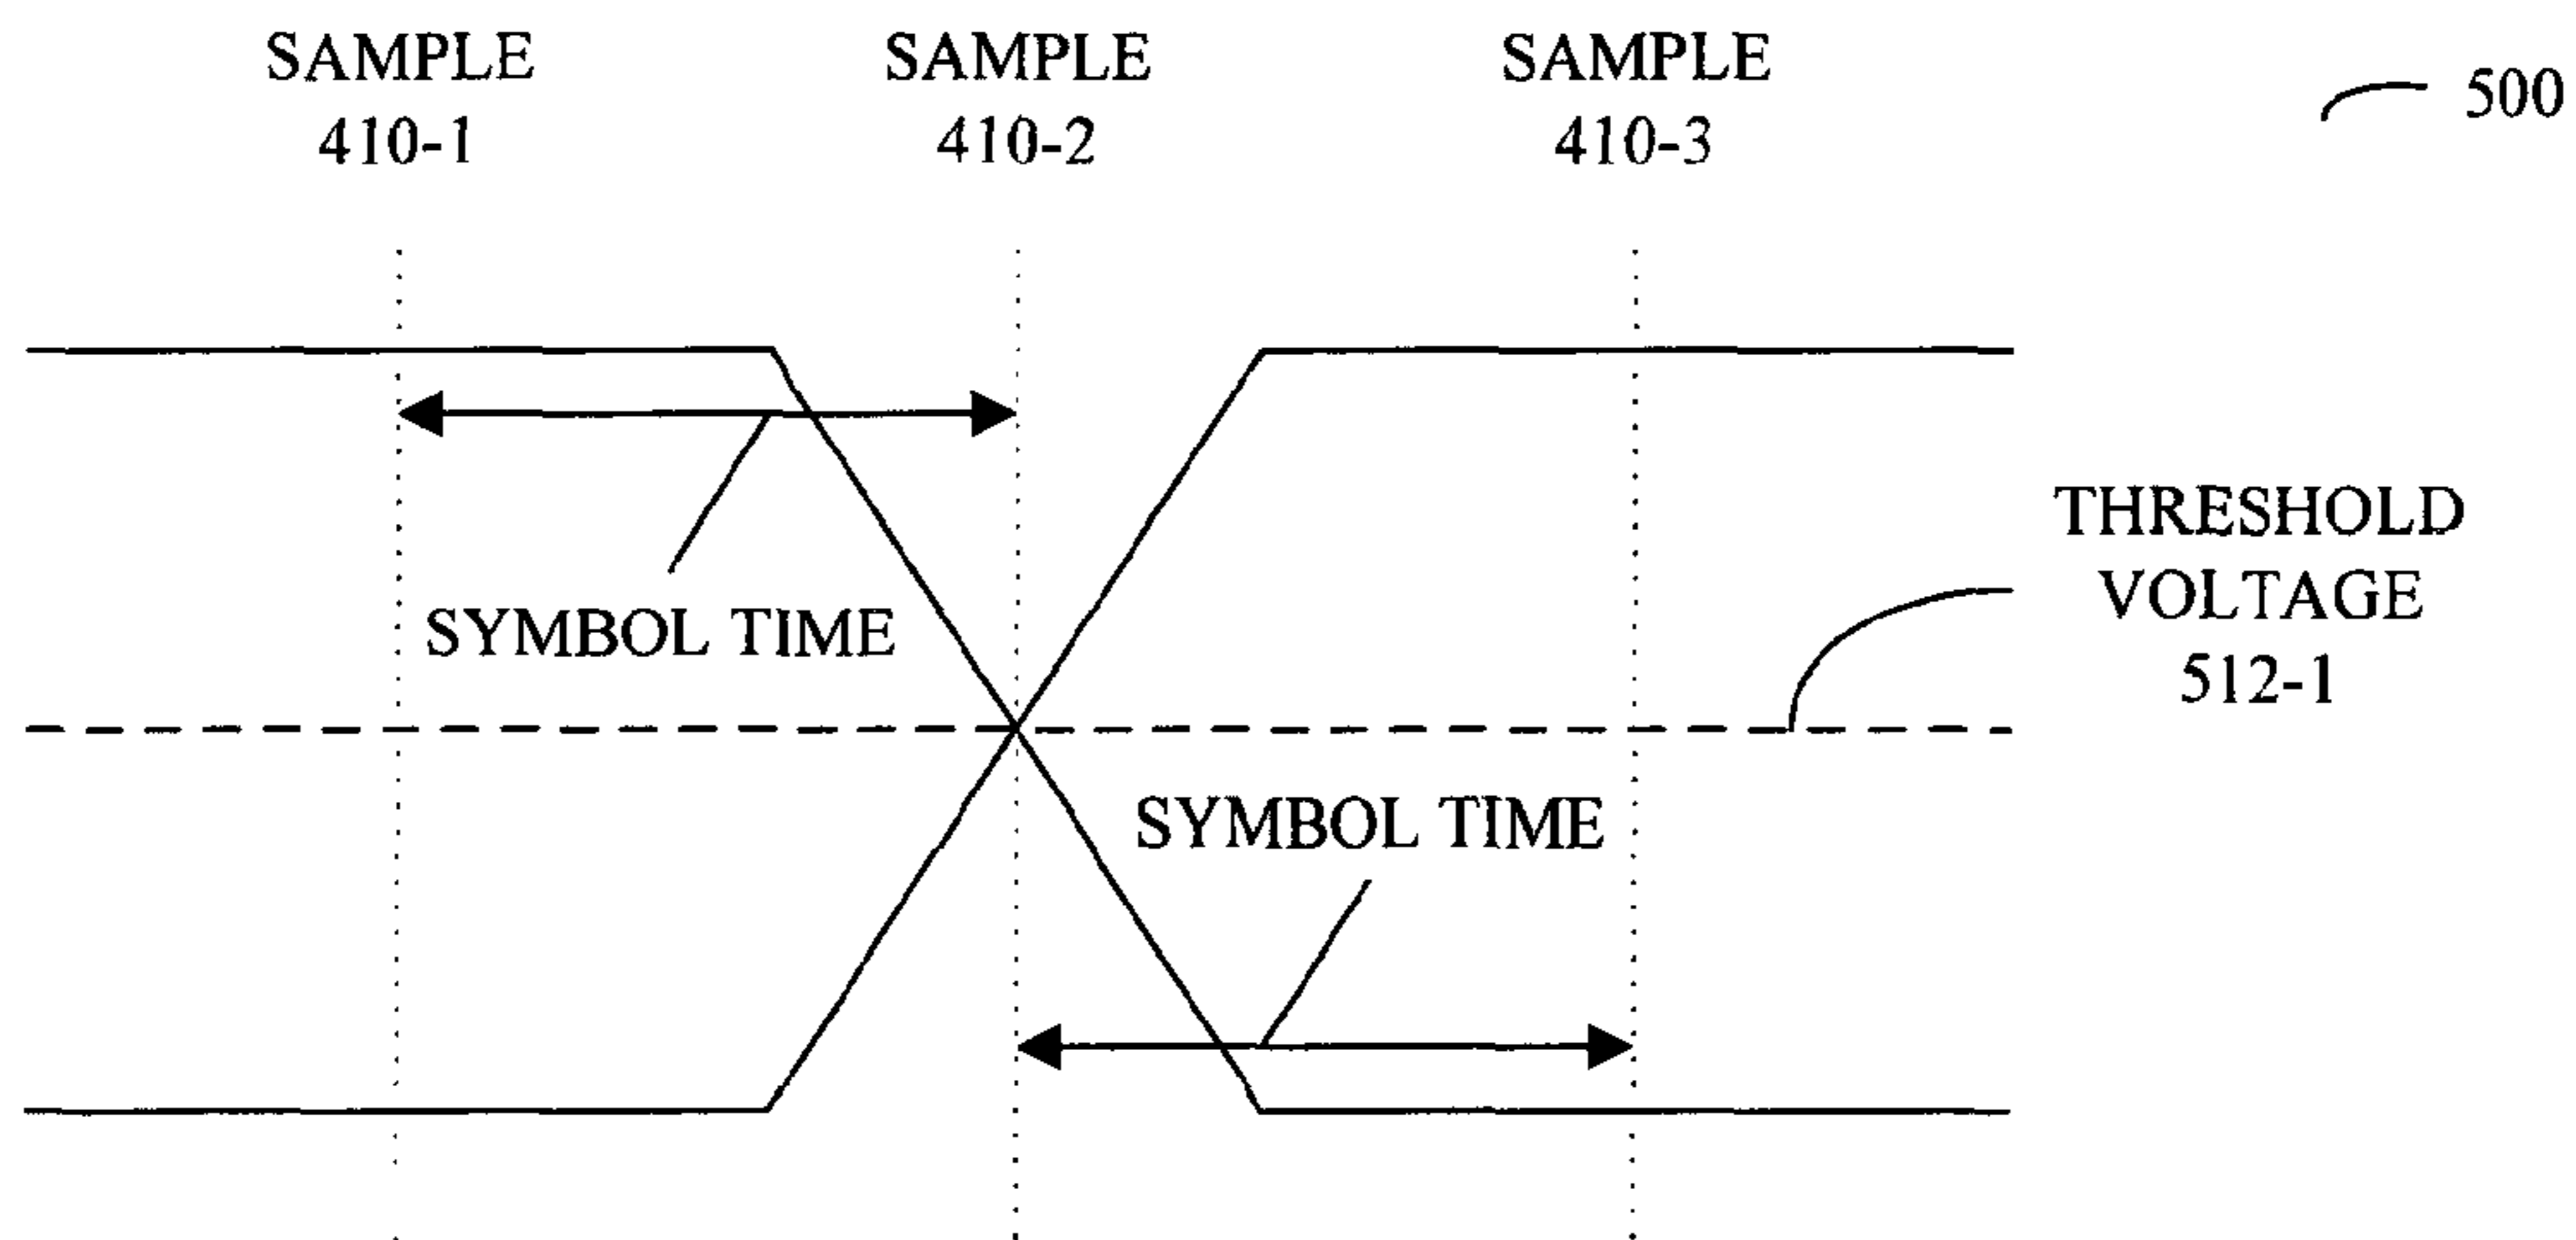 SAMPLE
410-1
SAMPLE
410-2
SAMPLE
410-3
500
THRESHOLD
VOLTAGE
512-1
SYMBOL TIME
SYMBOL TIME